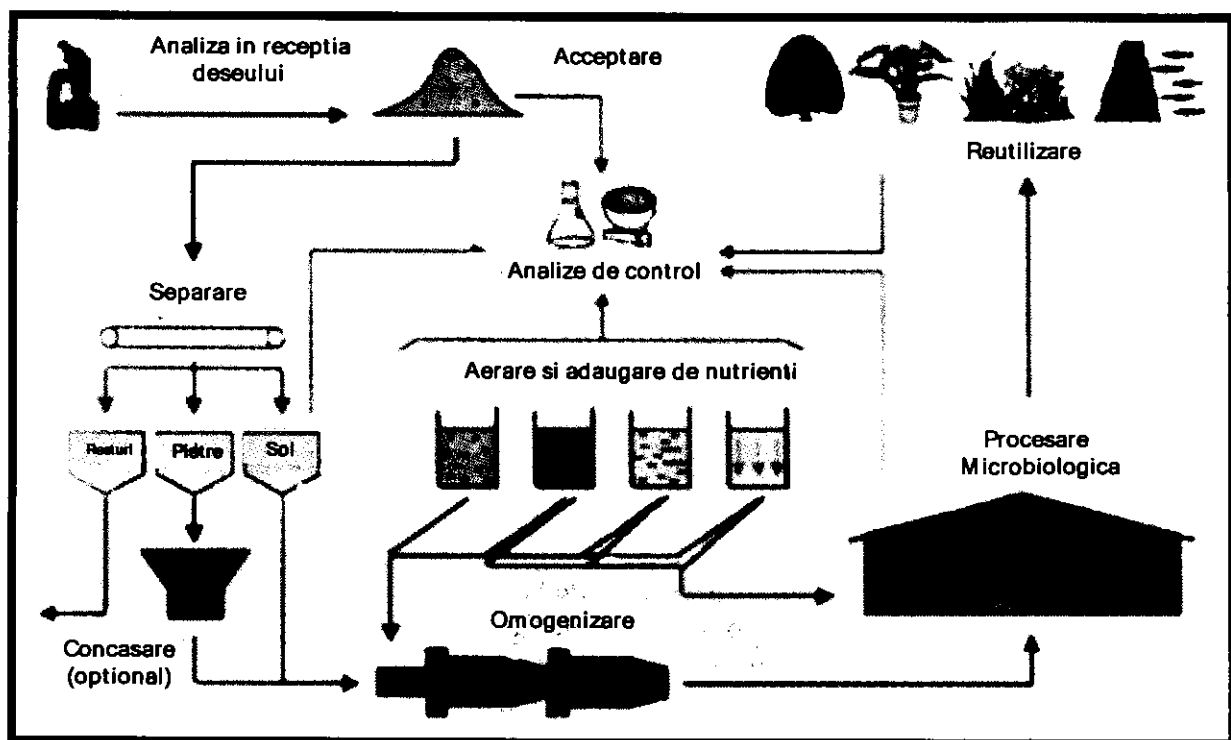 Analiza in receptia
deseului
Acceptare
Reutilizare
Analize de control
Separare
Aerare si adaugare de nutrienti
Resturi
Pietre
Sol
Procesare
Microbiologica
Omogenizare
Concasare
(optional)